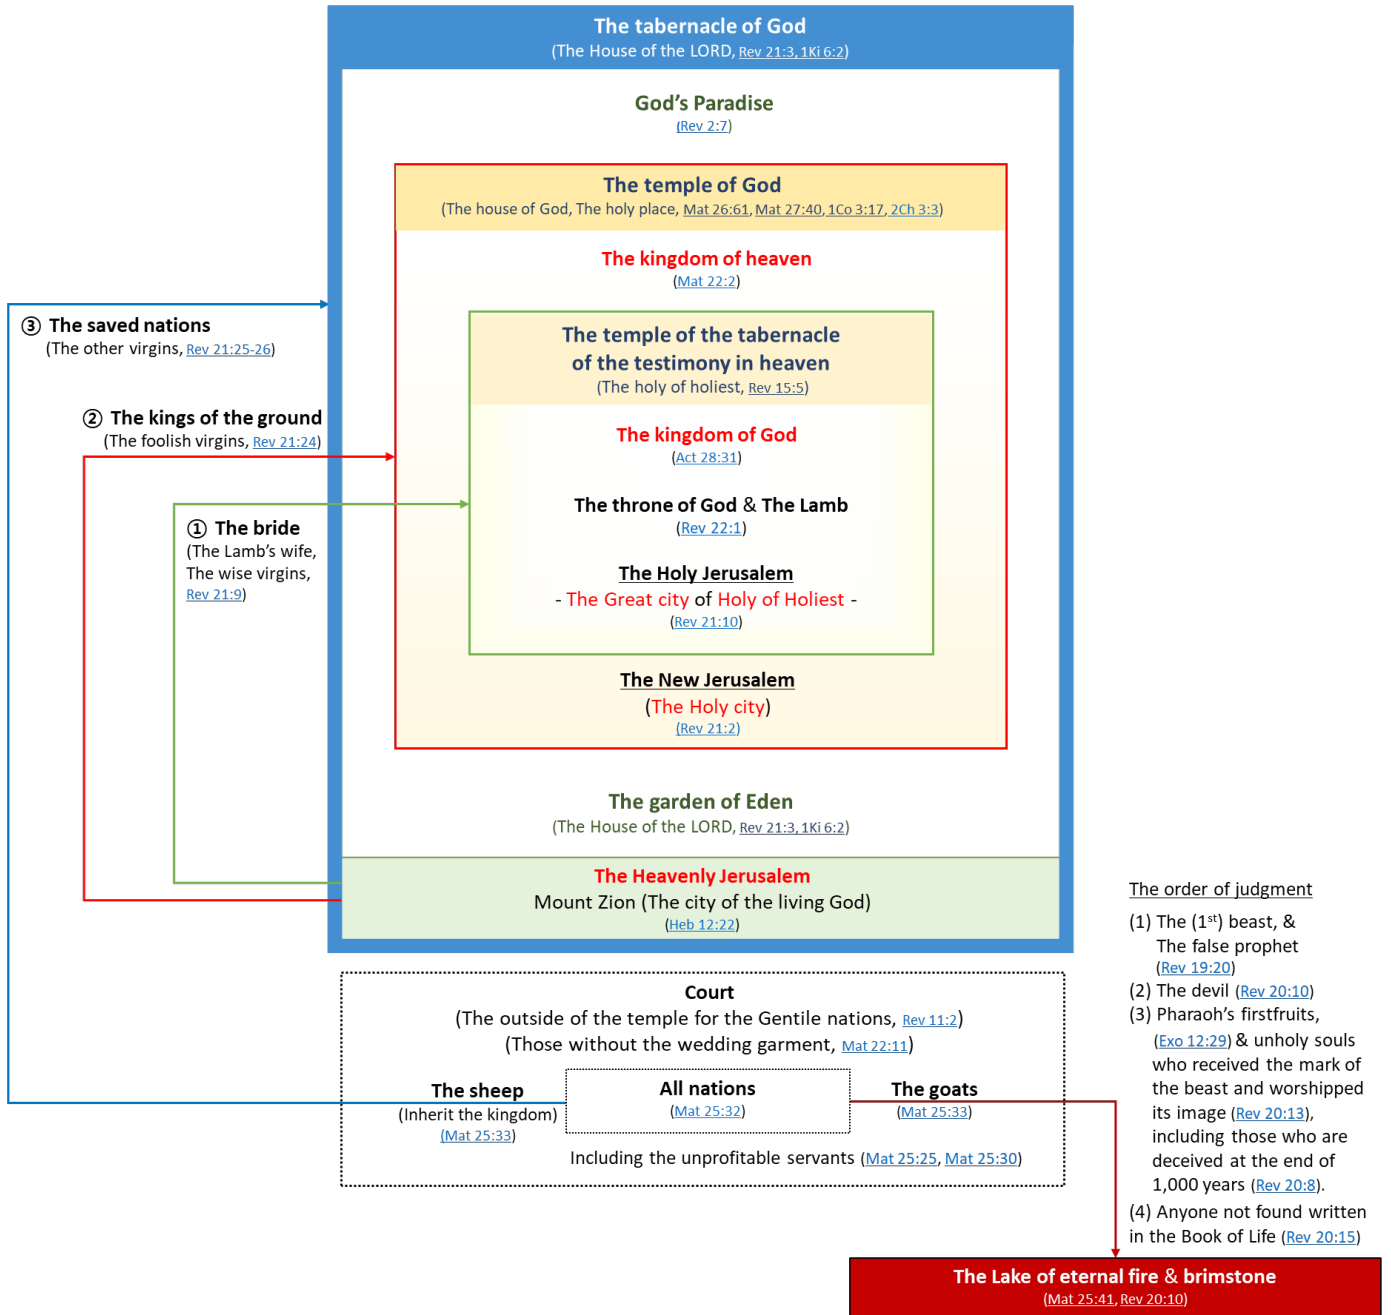 The tabernacle of God
(The House of the LORD, Rev 21:3, 1Ki 6:2)
God’s Paradise
(Rev 2:7)
The temple of God
(The house of God, The holy place, Mat 26:61, Mat 27:40, 1Co 3:17, 2Ch 3:3)
The kingdom of heaven
(Mat 22:2)
The temple of the tabernacle
of the testimony in heaven
(The holy of holiest, Rev 15:5)
The kingdom of God
(Act 28:31)
The throne of God & The Lamb
(Rev 22:1)
The Holy Jerusalem
- The Great city of Holy of Holiest -
(Rev 21:10)
The New Jerusalem
(The Holy city)
(Rev 21:2)
The garden of Eden
(The House of the LORD, Rev 21:3, 1Ki 6:2)
The Heavenly Jerusalem
Mount Zion (The city of the living God)
(Heb 12:22)
③ The saved nations
(The other virgins, Rev 21:25-26)
② The kings of the ground
(The foolish virgins, Rev 21:24)
① The bride
(The Lamb’s wife,
The wise virgins,
Rev 21:9)
Court
(The outside of the temple for the Gentile nations, Rev 11:2)
(Those without the wedding garment, Mat 22:11)
The sheep
(Inherit the kingdom)
(Mat 25:33)
All nations
(Mat 25:32)
The goats
(Mat 25:33)
Including the unprofitable servants (Mat 25:25, Mat 25:30)
The order of judgment
(1) The (1st) beast, &
The false prophet
(Rev 19:20)
(2) The devil (Rev 20:10)
(3) Pharaoh’s firstfruits,
(Exo 12:29) & unholy souls
who received the mark of
the beast and worshipped
its image (Rev 20:13),
including those who are
deceived at the end of
1,000 years (Rev 20:8).
(4) Anyone not found written
in the Book of Life (Rev 20:15)
The Lake of eternal fire & brimstone
(Mat 25:41, Rev 20:10)